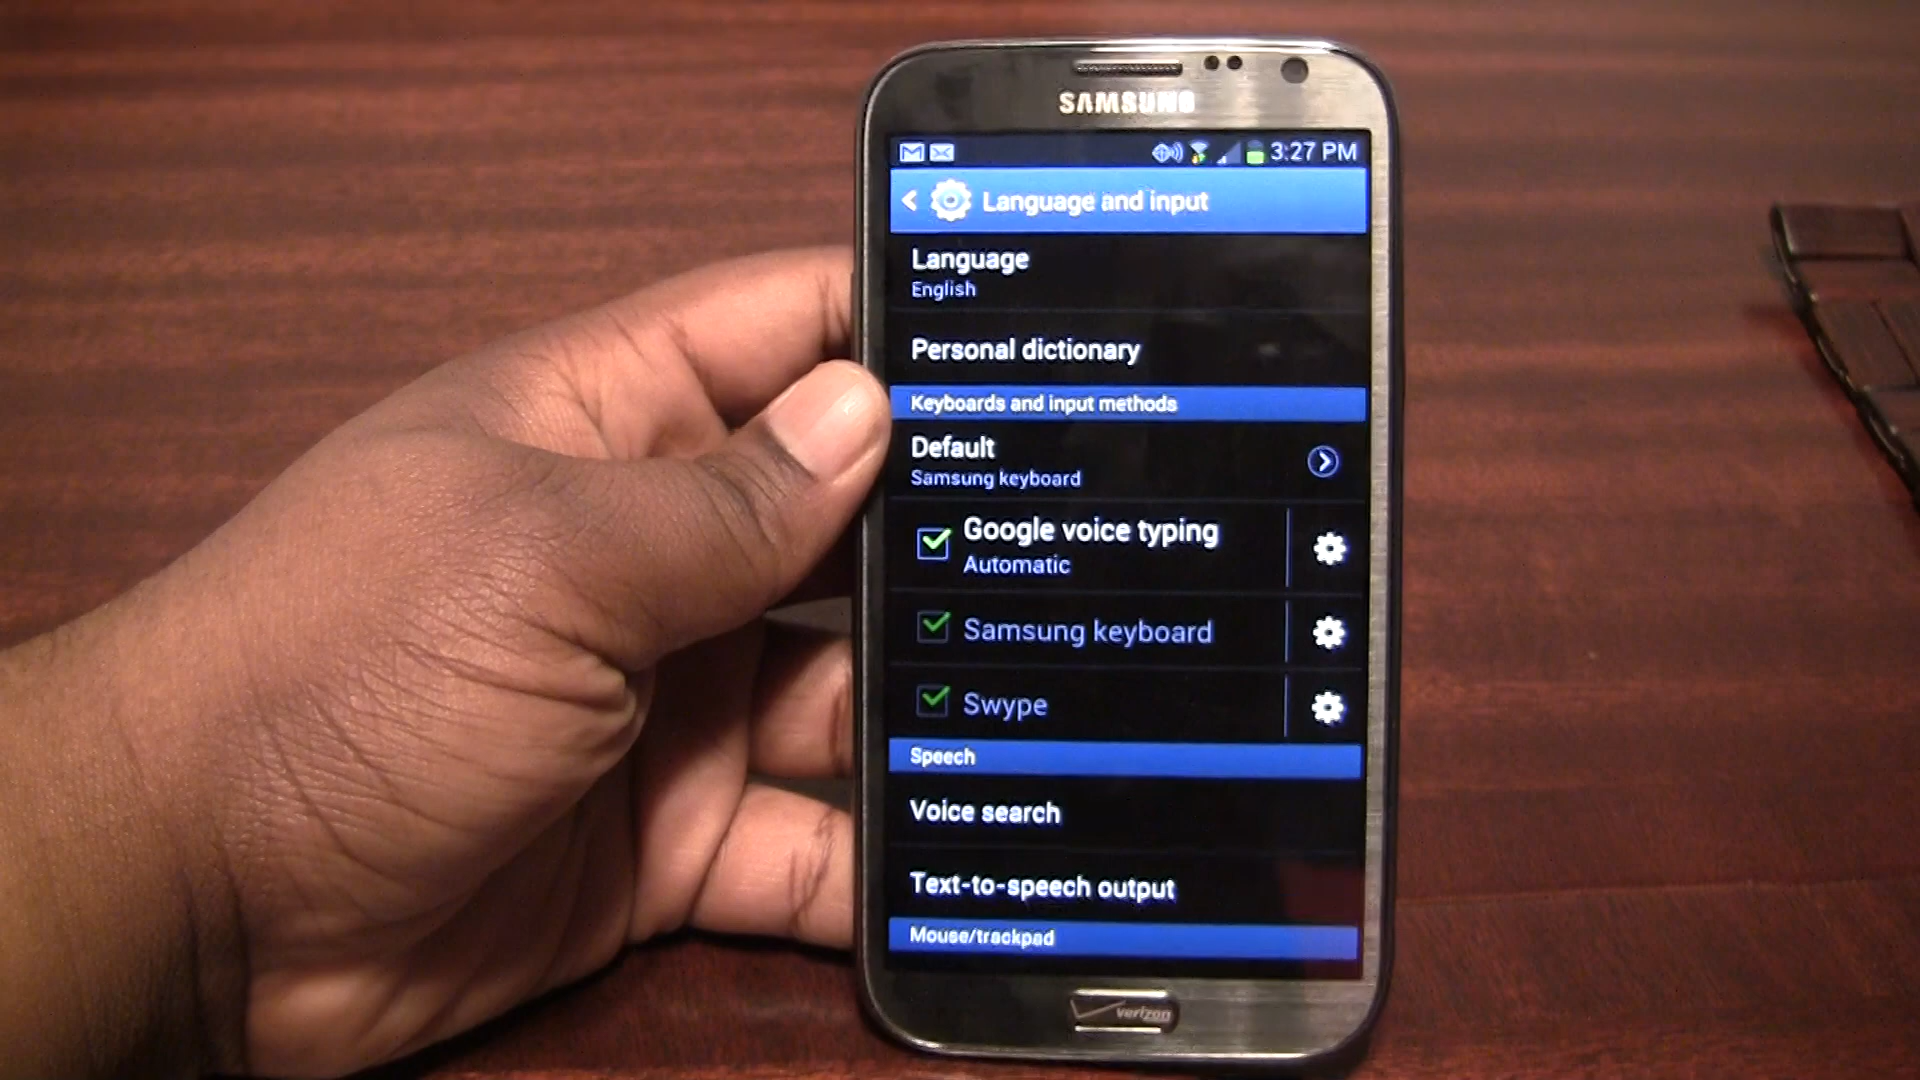 SAMSUNG
3:27 PM
Language and input
Language
English
Personal dictionary
Keyboards and input methods
Default
Samsung keyboard
Google voice typing
Automatic
Samsung keyboard
Swype
Speech
Voice search
Text-to-speech output
Mouse/trackpad
verizon